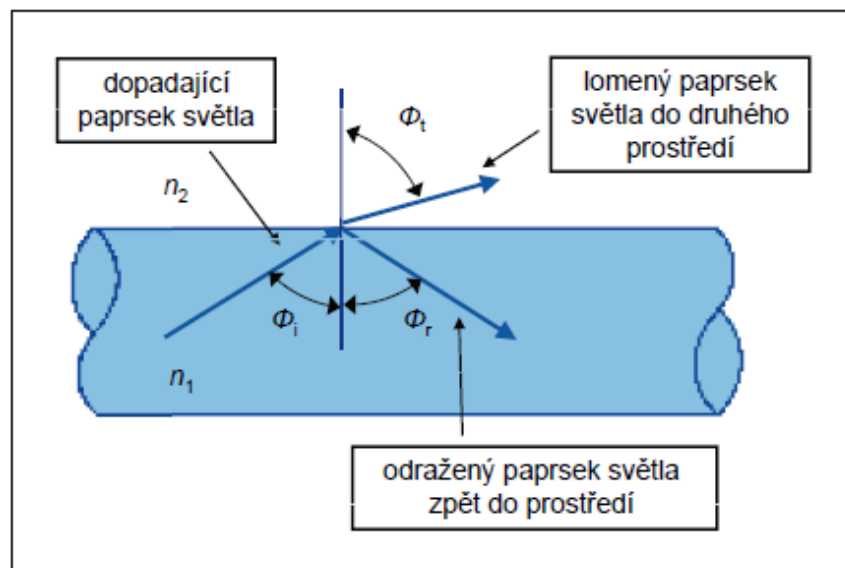 dopadající
paprsek světla
lomený paprsek
světla do druhého
prostředí
Φt
n2
Φi
Φr
n1
odražený paprsek světla
zpět do prostředí